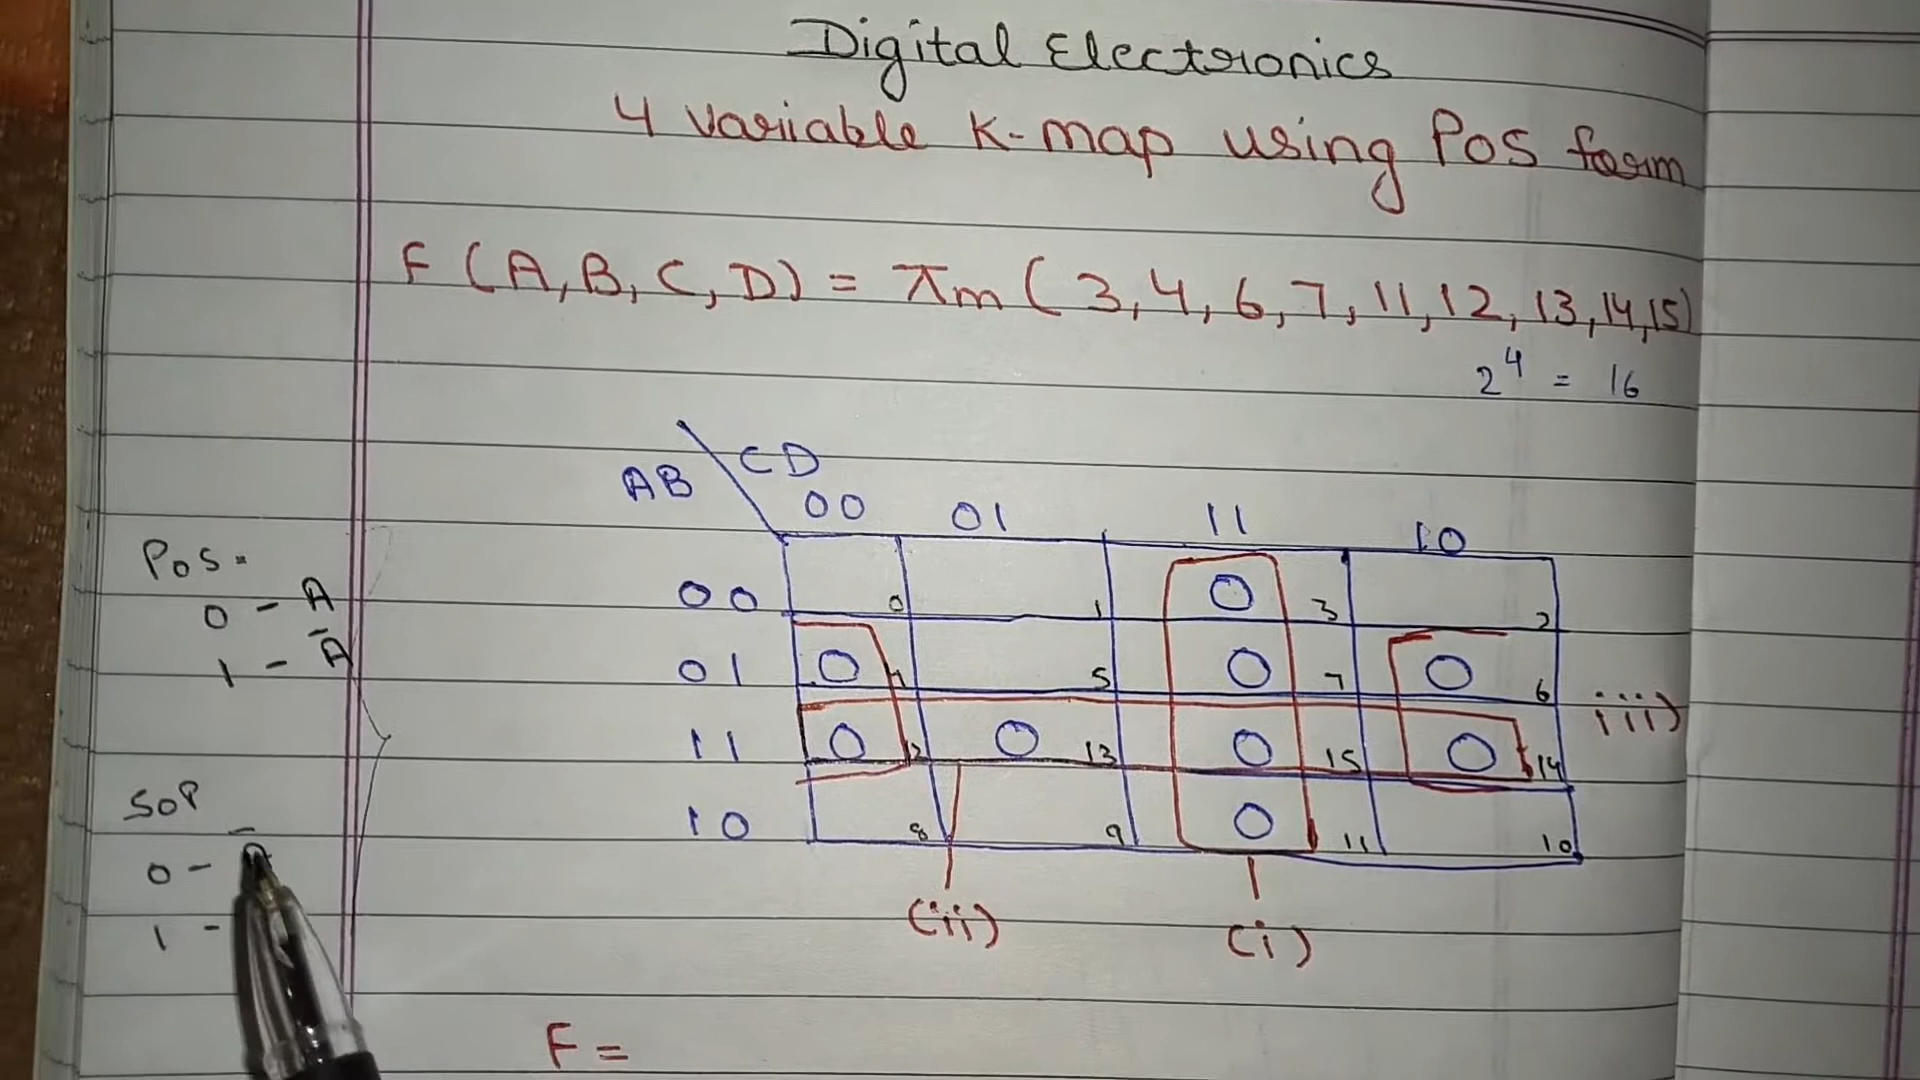 Digital Electronics
4 Variable K-map using POS form
F (A, B, C, D) = πm ( 3, 4, 6, 7, 11, 12, 13, 14, 15)
2^4 = 16
AB CD
00 01 11 10
00 0 1 0 3 2
01 0 4 5 0 7 0 6 iii)
11 0 12 0 13 0 15 0 14
10 8 9 0 11 10
(ii) (i)
POS =
0 - A
1 - Ā
SOP
0 -
1 -
F =